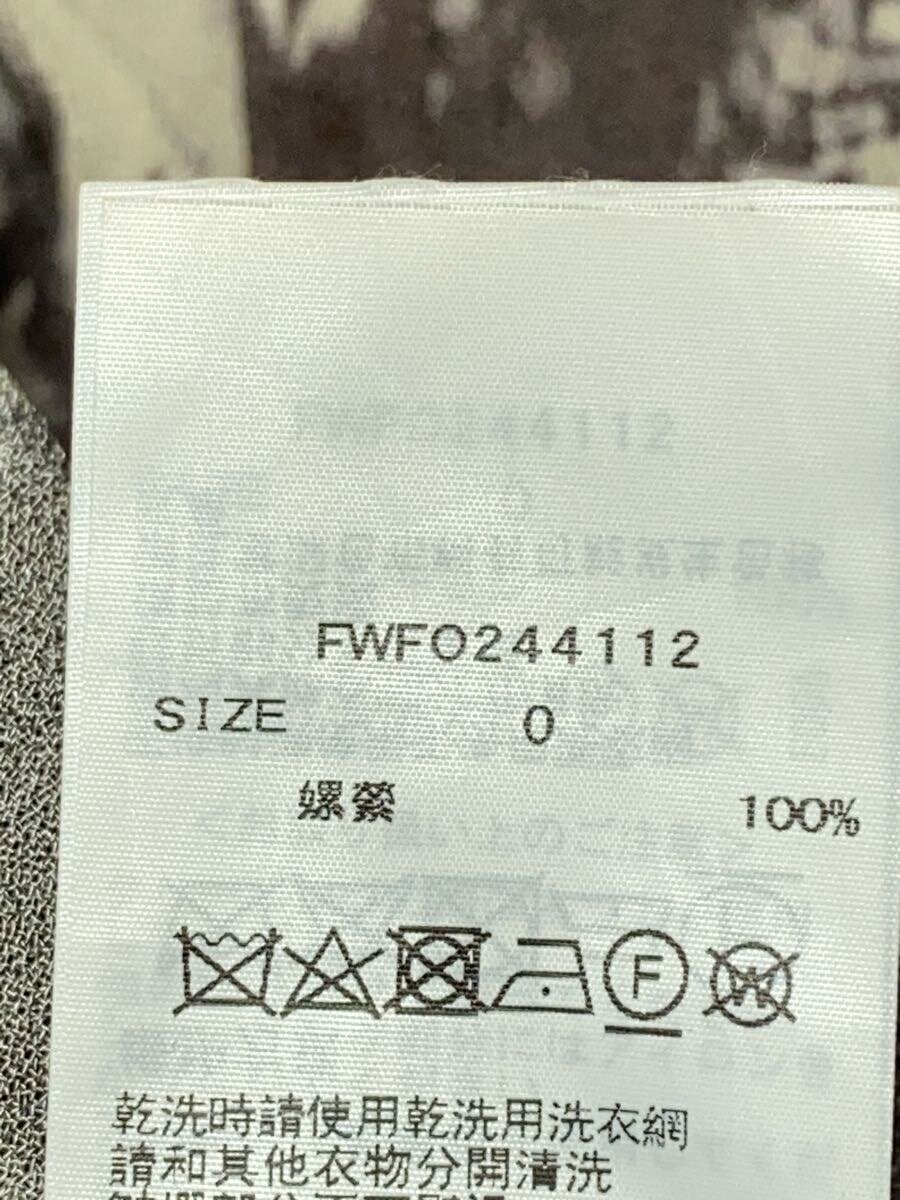 FWFO244112
SIZE 0
嫘縈 100%
F W
乾洗時請使用乾洗用洗衣網
請和其他衣物分開清洗